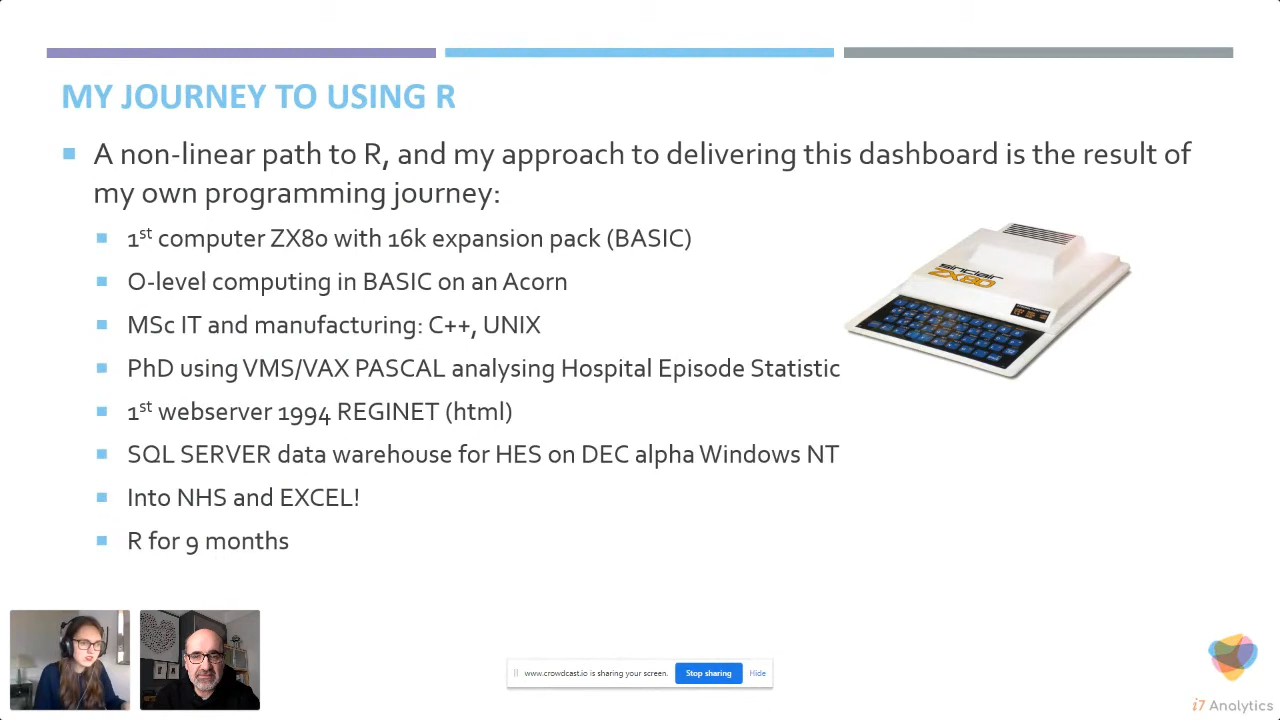 MY JOURNEY TO USING R
A non-linear path to R, and my approach to delivering this dashboard is the result of
my own programming journey:
1st computer ZX80 with 16k expansion pack (BASIC)
O-level computing in BASIC on an Acorn
sinclair
ZX80
MSc IT and manufacturing: C++, UNIX
PhD using VMS/VAX PASCAL analysing Hospital Episode Statistic
1st webserver 1994 REGINET (html)
SQL SERVER data warehouse for HES on DEC alpha Windows NT
Into NHS and EXCEL!
R for 9 months
www.crowdcast.io is sharing your screen. Stop sharing Hide
i7 Analytics